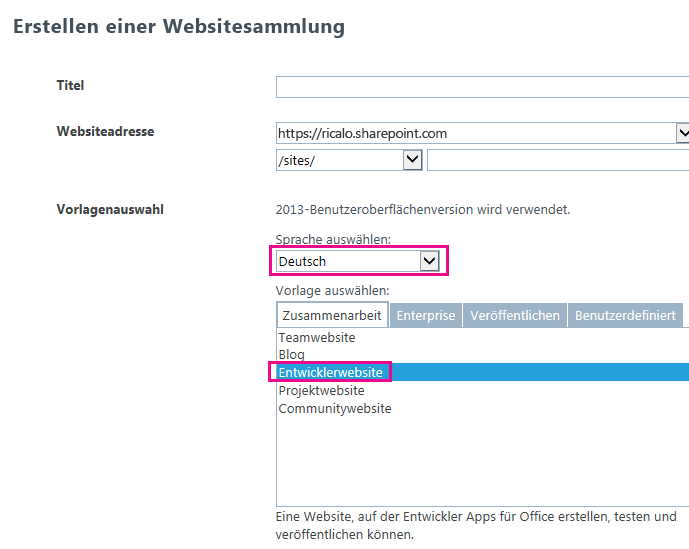 Erstellen einer Websitesammlung
Titel
Websiteadresse
https://ricalo.sharepoint.com
/sites/
Vorlagenauswahl
2013-Benutzeroberflächenversion wird verwendet.
Sprache auswählen:
Deutsch
Vorlage auswählen:
Zusammenarbeit Enterprise Veröffentlichen Benutzerdefiniert
Teamwebsite
Blog
Entwicklerwebsite
Projektwebsite
Communitywebsite
Eine Website, auf der Entwickler Apps für Office erstellen, testen und
veröffentlichen können.